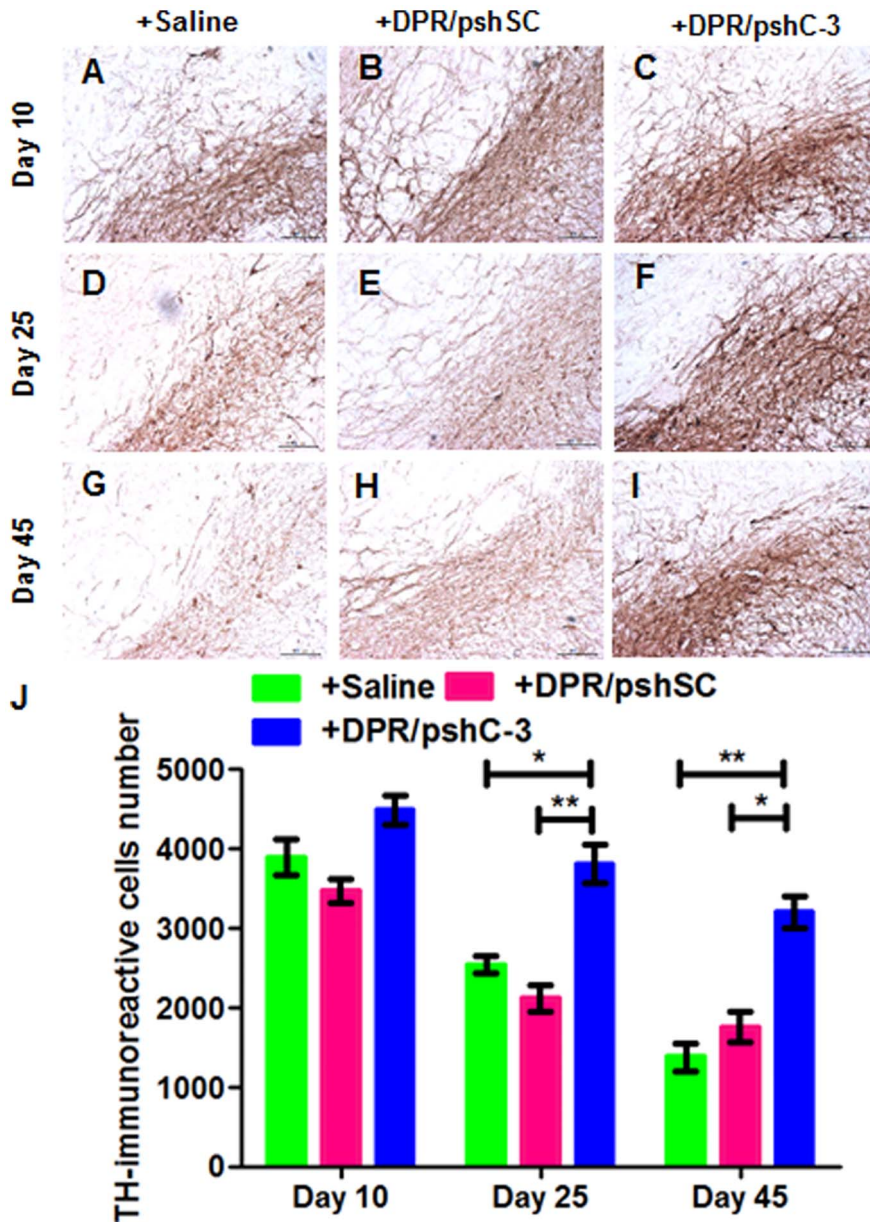 +Saline +DPR/pshSC +DPR/pshC-3
Day 10
A B C
Day 25
D E F
Day 45
G H I
J
+Saline +DPR/pshSC
+DPR/pshC-3
TH-immunoreactive cells number
5000
4000
3000
2000
1000
0
* **
** *
Day 10 Day 25 Day 45